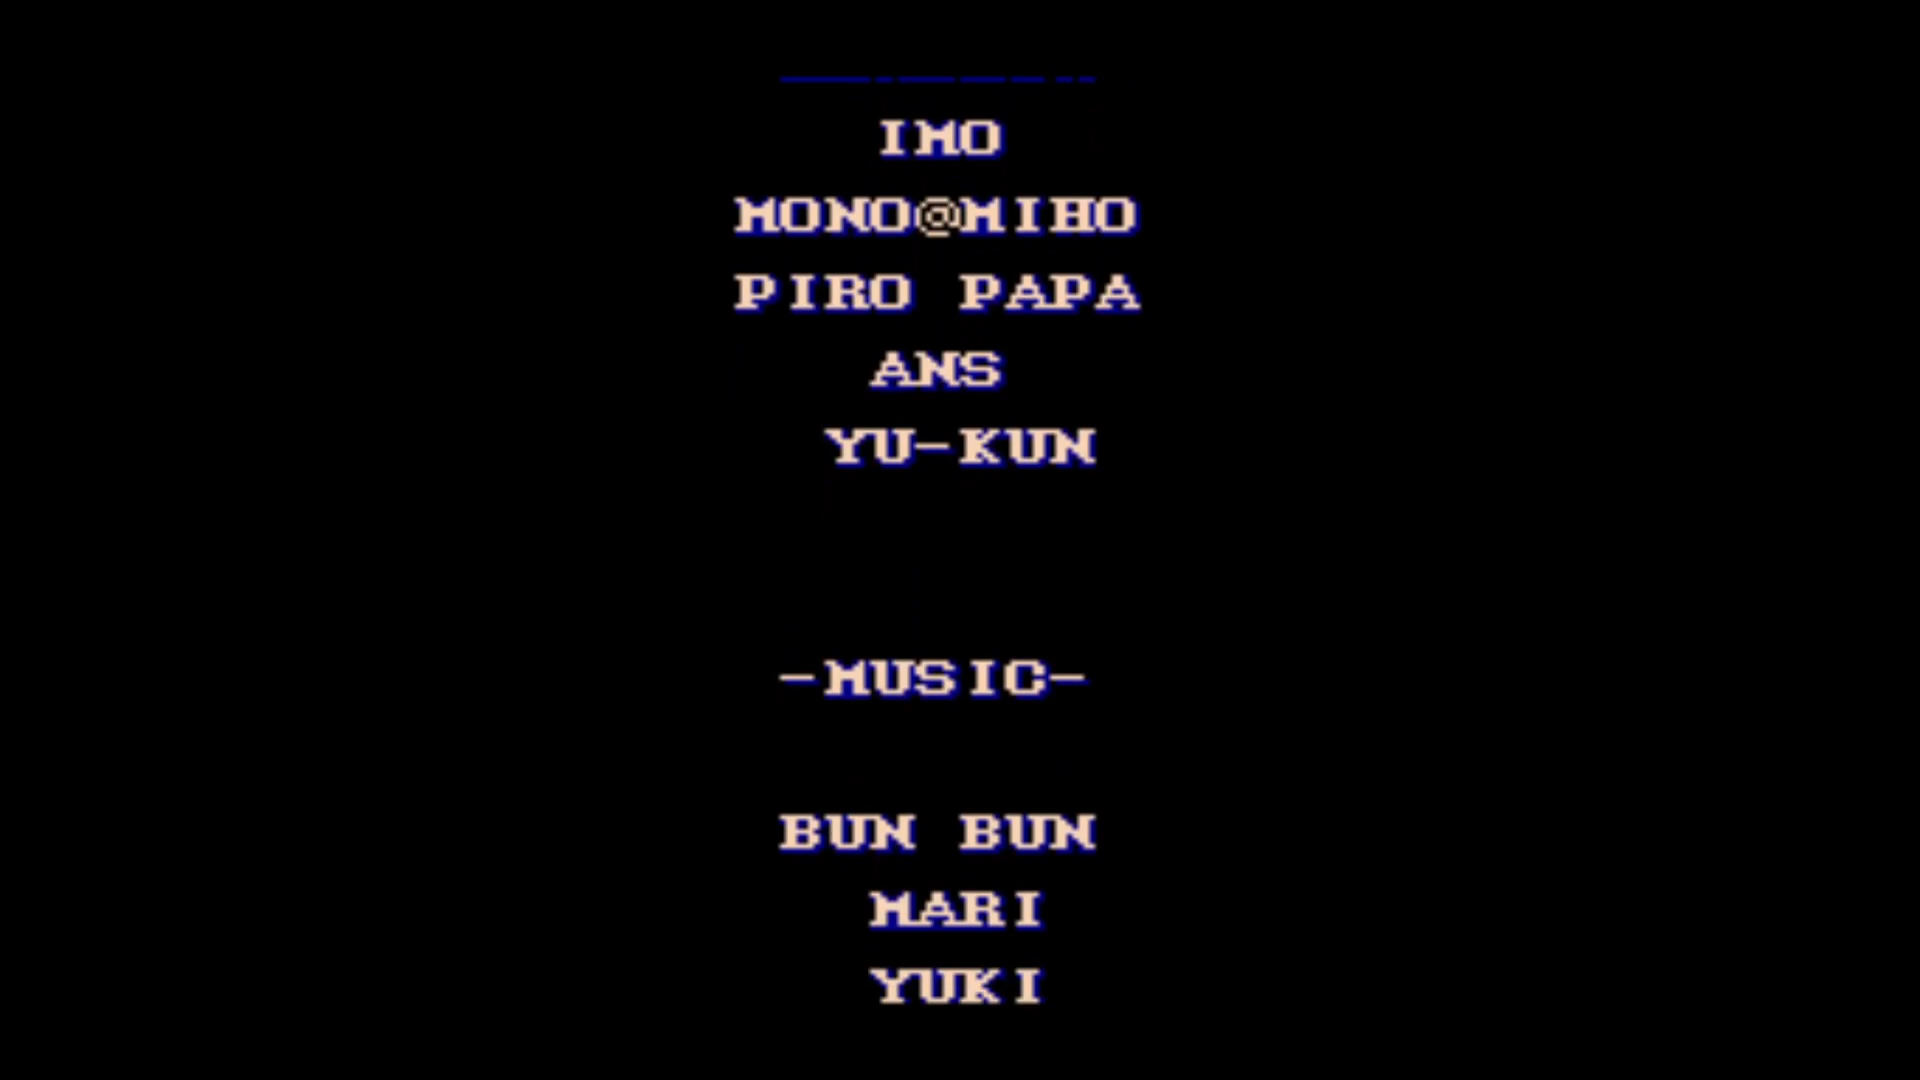 IMO
MONO@MIHO
PIRO PAPA
ANS
YU-KUN
-MUSIC-
BUN BUN
MARI
YUKI